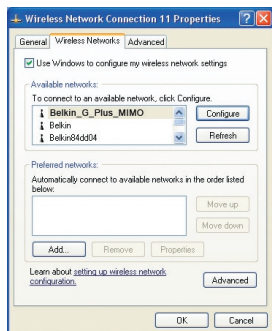 Wireless Network Connection 11 Properties
General Wireless Networks Advanced
Use Windows to configure my wireless network settings
Available networks:
To connect to an available network, click Configure.
Belkin_G_Plus_MIMO
Configure
Belkin
Belkin84dd04
Refresh
Preferred networks:
Automatically connect to available networks in the order listed
below:
Move up
Move down
Add... Remove Properties
Learn about setting up wireless network
configuration.
Advanced
OK Cancel